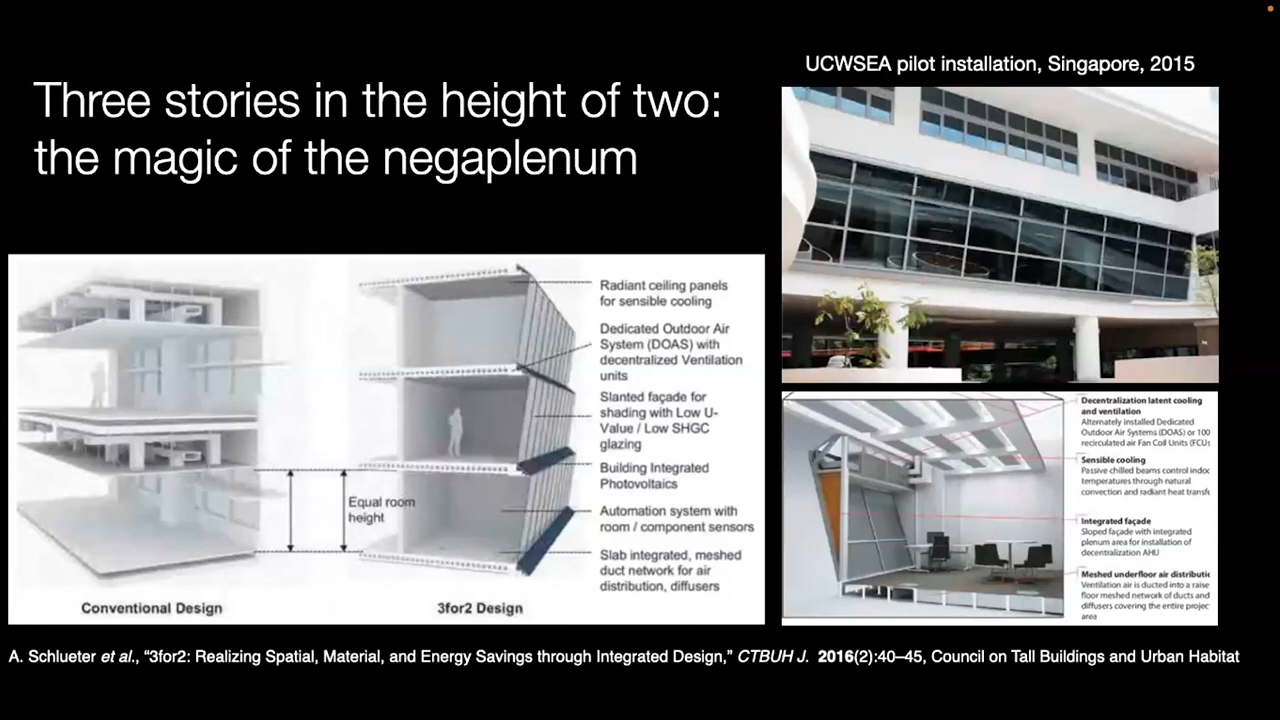 Three stories in the height of two:
the magic of the negaplenum
UCWSEA pilot installation, Singapore, 2015
Radiant ceiling panels
for sensible cooling
Dedicated Outdoor Air
System (DOAS) with
decentralized Ventilation
units
Slanted façade for
shading with Low U-
Value / Low SHGC
glazing
Building Integrated
Photovoltaics
Equal room
height
Automation system with
room / component sensors
Slab integrated, meshed
duct network for air
distribution, diffusers
Conventional Design
3for2 Design
Decentralization latent cooling
and ventilation
Alternately installed Dedicated
Outdoor Air Systems (DOAS) or 100
recirculated air Fan Coil Units (FCUs
Sensible cooling
Passive chilled beams control indoo
temperatures through natural
convection and radiant heat transfe
Integrated façade
Sloped façade with integrated
plenum area for installation of
decentralization AHU
Meshed underfloor air distributio
Ventilation air is ducted into a raise
floor meshed network of ducts and
diffusers covering the entire projec
area
A. Schlueter et al., “3for2: Realizing Spatial, Material, and Energy Savings through Integrated Design,” CTBUH J. 2016(2):40–45, Council on Tall Buildings and Urban Habitat